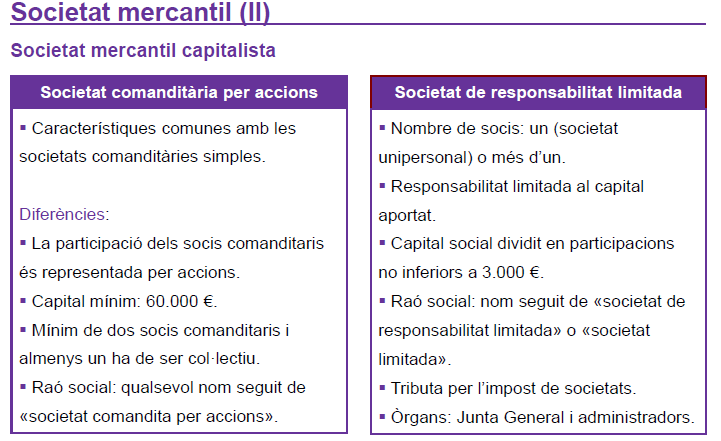 Societat mercantil (II)
Societat mercantil capitalista
Societat comanditària per accions
▪ Característiques comunes amb les
societats comanditàries simples.
Diferències:
▪ La participació dels socis comanditaris
és representada per accions.
▪ Capital mínim: 60.000 €.
▪ Mínim de dos socis comanditaris i
almenys un ha de ser col·lectiu.
▪ Raó social: qualsevol nom seguit de
«societat comandita per accions».
Societat de responsabilitat limitada
▪ Nombre de socis: un (societat
unipersonal) o més d’un.
▪ Responsabilitat limitada al capital
aportat.
▪ Capital social dividit en participacions
no inferiors a 3.000 €.
▪ Raó social: nom seguit de «societat de
responsabilitat limitada» o «societat
limitada».
▪ Tributa per l’impost de societats.
▪ Òrgans: Junta General i administradors.